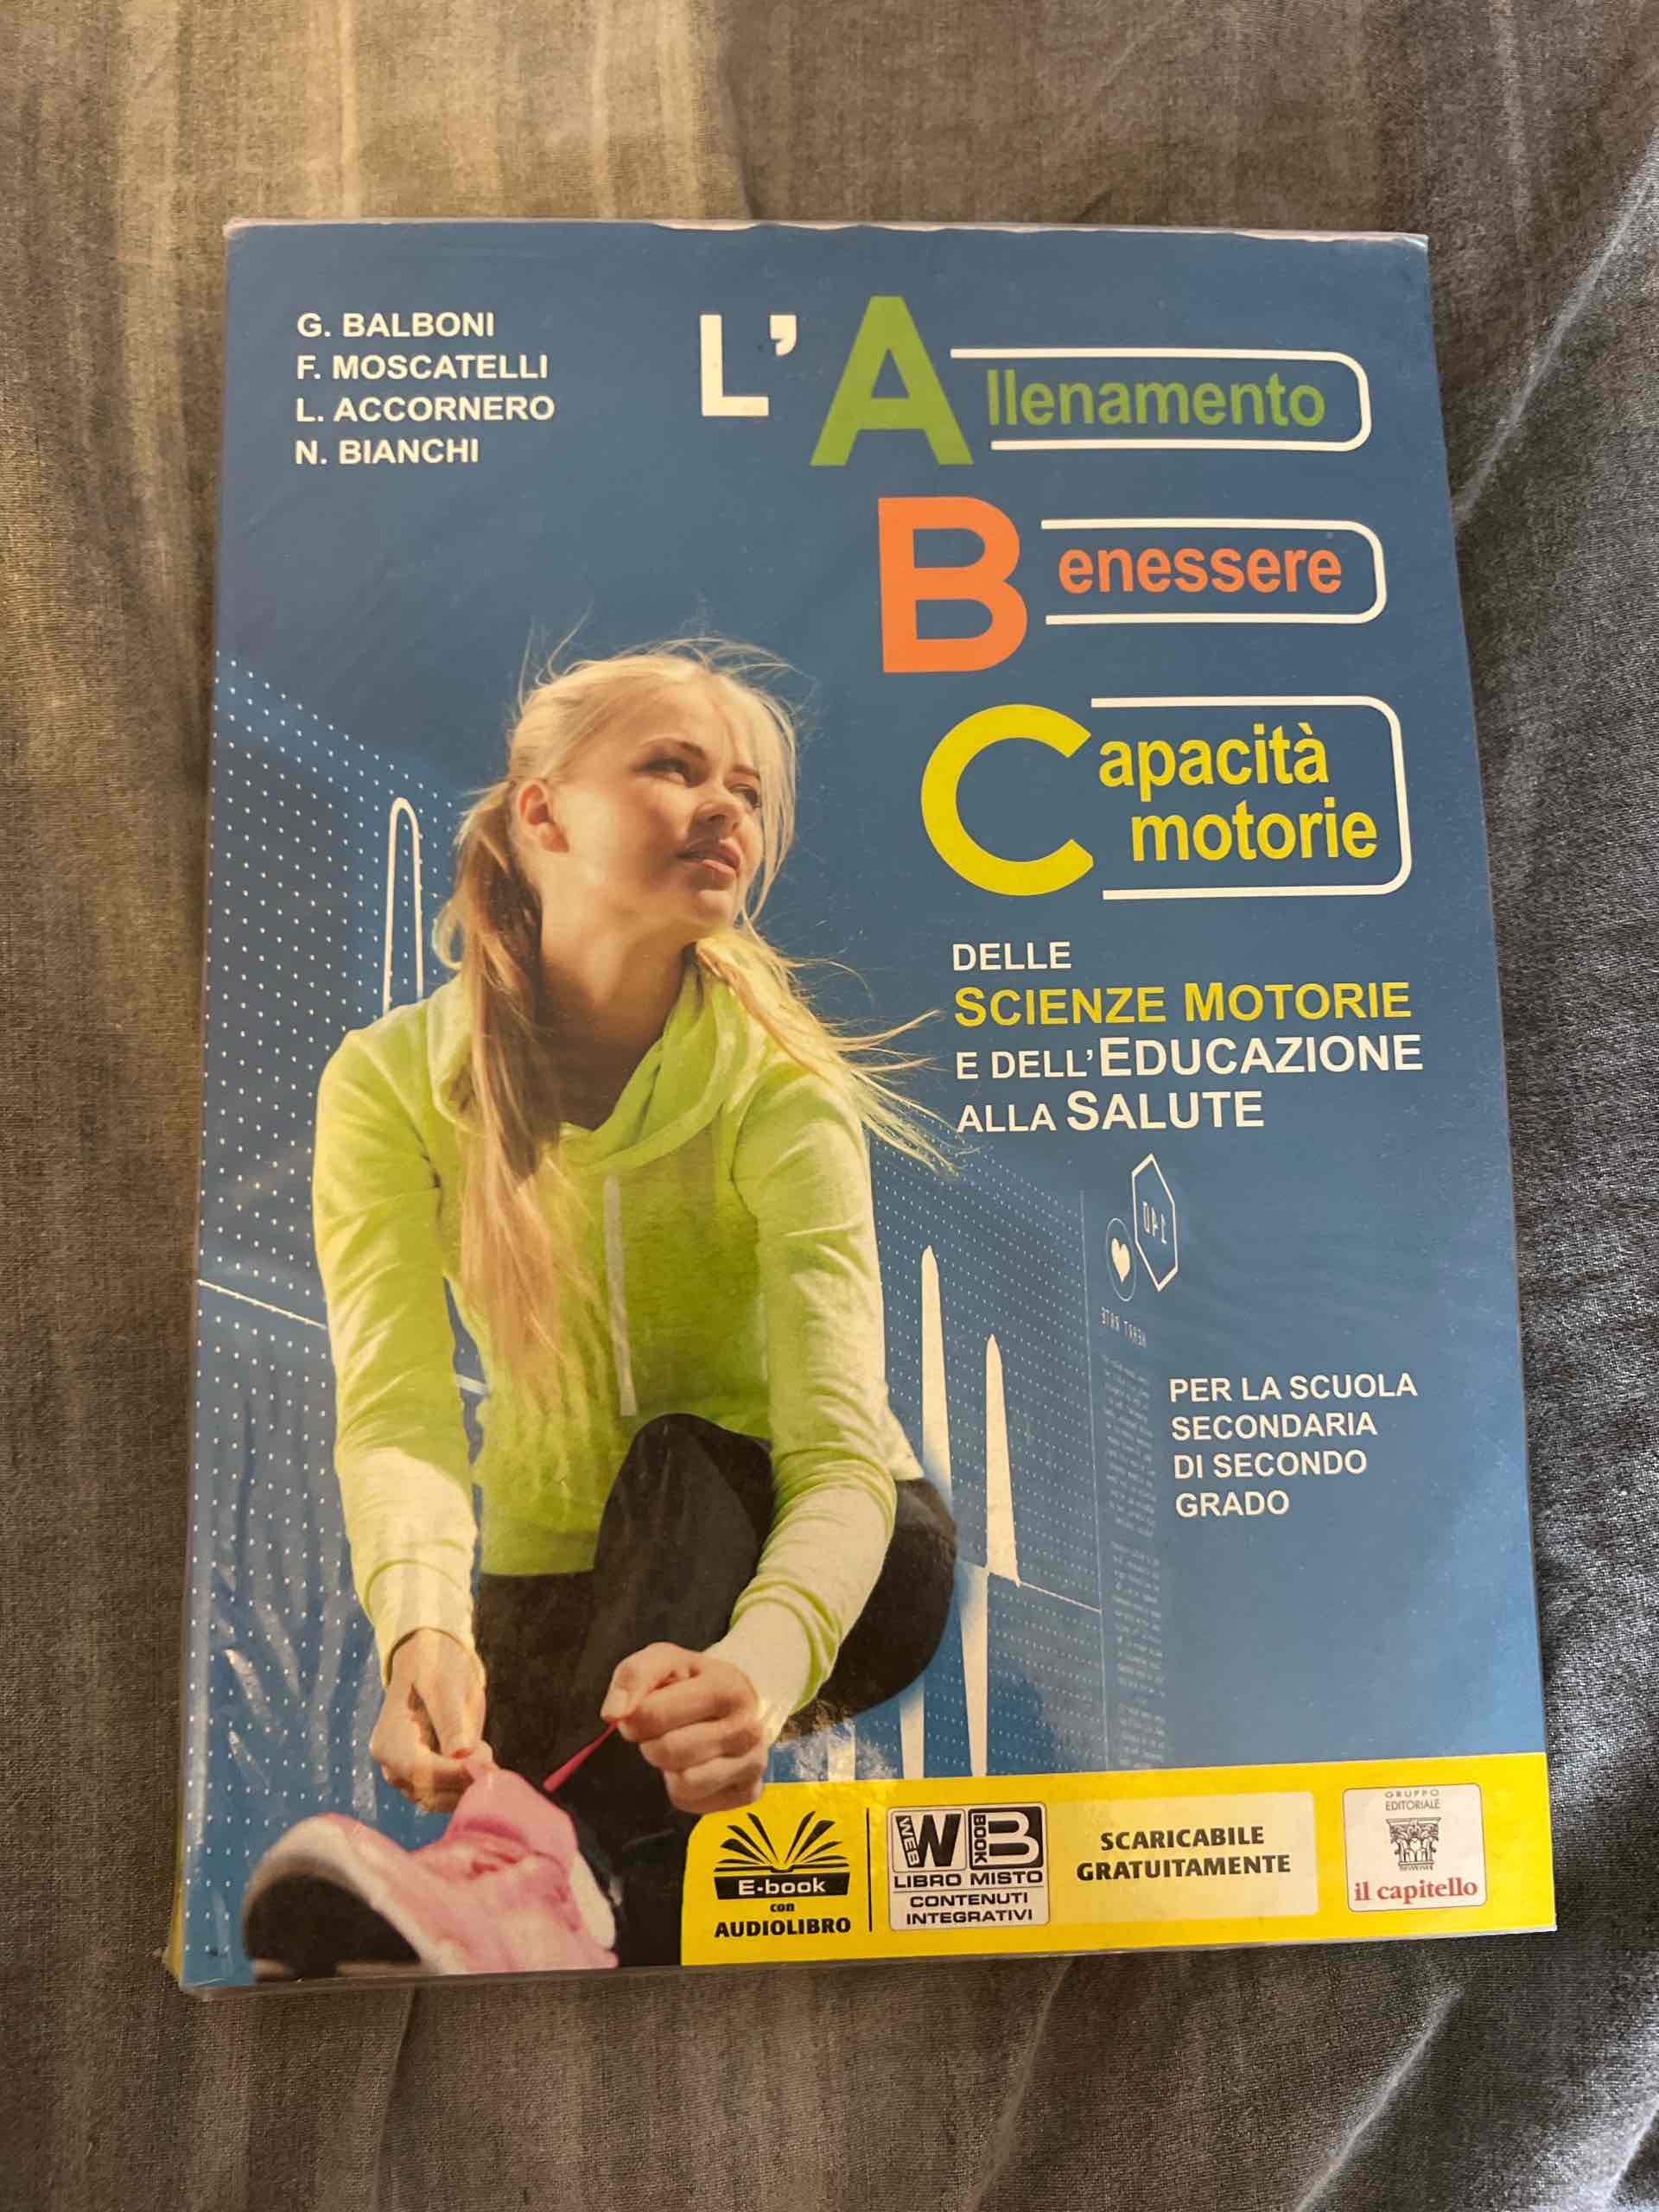 G. BALBONI
F. MOSCATELLI
L. ACCORNERO
N. BIANCHI
L'Allenamento
Benessere
Capacità
motorie
DELLE
SCIENZE MOTORIE
E DELL'EDUCAZIONE
ALLA SALUTE
140
PER LA SCUOLA
SECONDARIA
DI SECONDO
GRADO
E-book
con
AUDIOLIBRO
WEB W BOOK B
LIBRO MISTO
CONTENUTI
INTEGRATIVI
SCARICABILE
GRATUITAMENTE
GRUPPO
EDITORIALE
il capitello